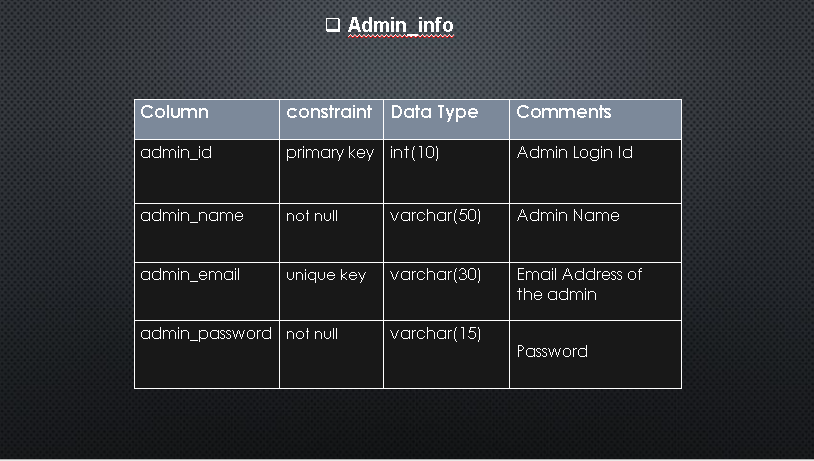 ❑ Admin_info
Column constraint Data Type Comments
admin_id primary key int(10) Admin Login Id
admin_name not null varchar(50) Admin Name
admin_email unique key varchar(30) Email Address of
the admin
admin_password not null varchar(15)
Password